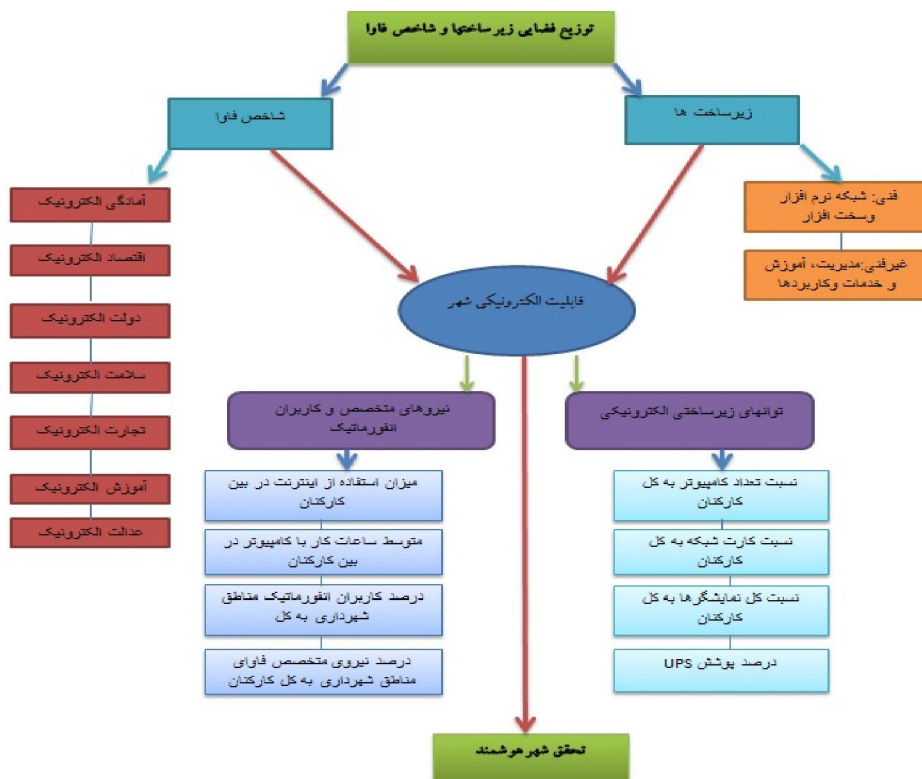 توزیع فضایی زیرساختها و شاخص فاوا
زیرساخت ها
شاخص فاوا
فنی: شبکه نرم افزار
وسخت افزار
غیرفنی:مدیریت، آموزش
و خدمات وکاربردها
آمادگی الکترونیک
اقتصاد الکترونیک
دولت الکترونیک
سلامت الکترونیک
تجارت الکترونیک
آموزش الکترونیک
عدالت الکترونیک
قابلیت الکترونیکی شهر
توانهای زیرساختی الکترونیکی
نسبت تعداد کامپیوتر به کل
کارکنان
نسبت کارت شبکه به کل
کارکنان
نسبت کل نمایشگرها به کل
کارکنان
درصد پوشش UPS
نیروهای متخصص و کاربران
انفورماتیک
میزان استفاده از اینترنت در بین
کارکنان
متوسط ساعات کار با کامپیوتر در
بین کارکنان
درصد کاربران انفورماتیک مناطق
شهرداری به کل
درصد نیروی متخصص فاوای
مناطق شهرداری به کل کارکنان
تحقق شهر هوشمند